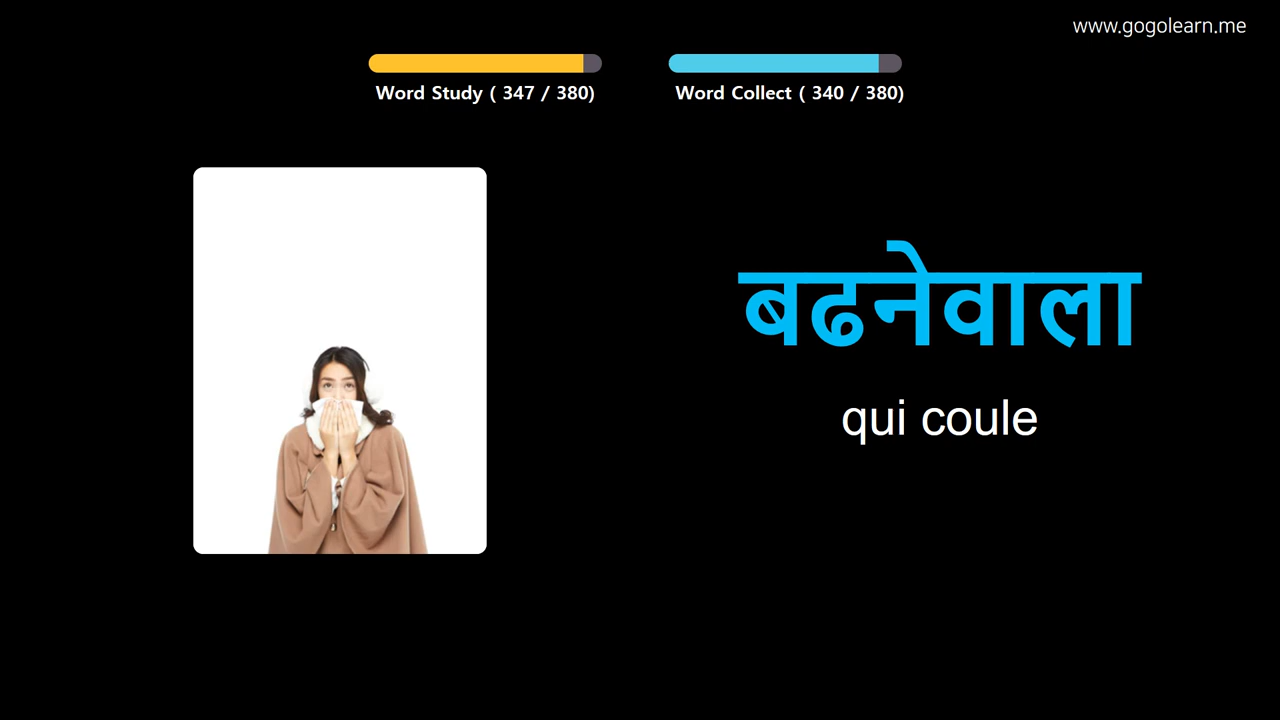 www.gogolearn.me
Word Study ( 347 / 380)
Word Collect ( 340 / 380)
बढनेवाला
qui coule